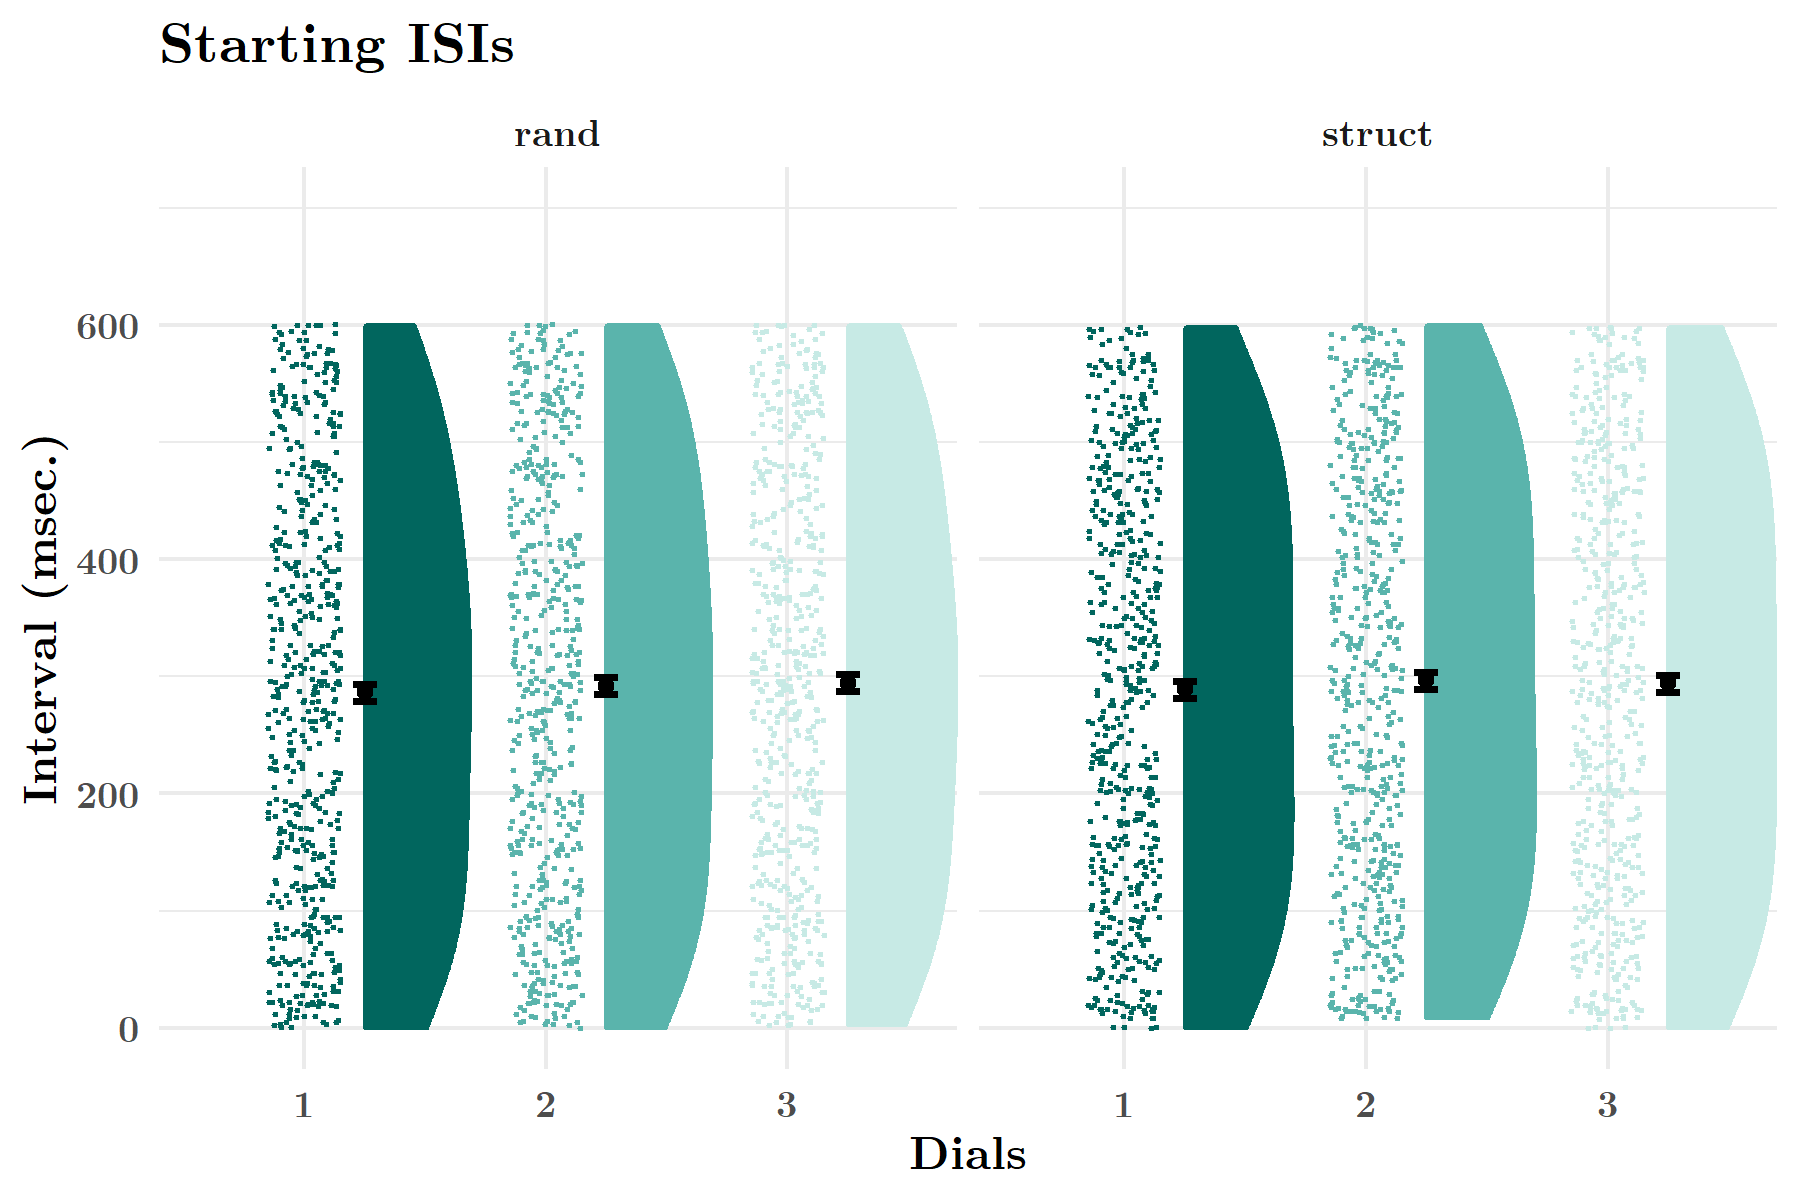 Starting ISIs
rand
struct
Interval (msec.)
600
400
200
0
1
2
3
1
2
3
Dials